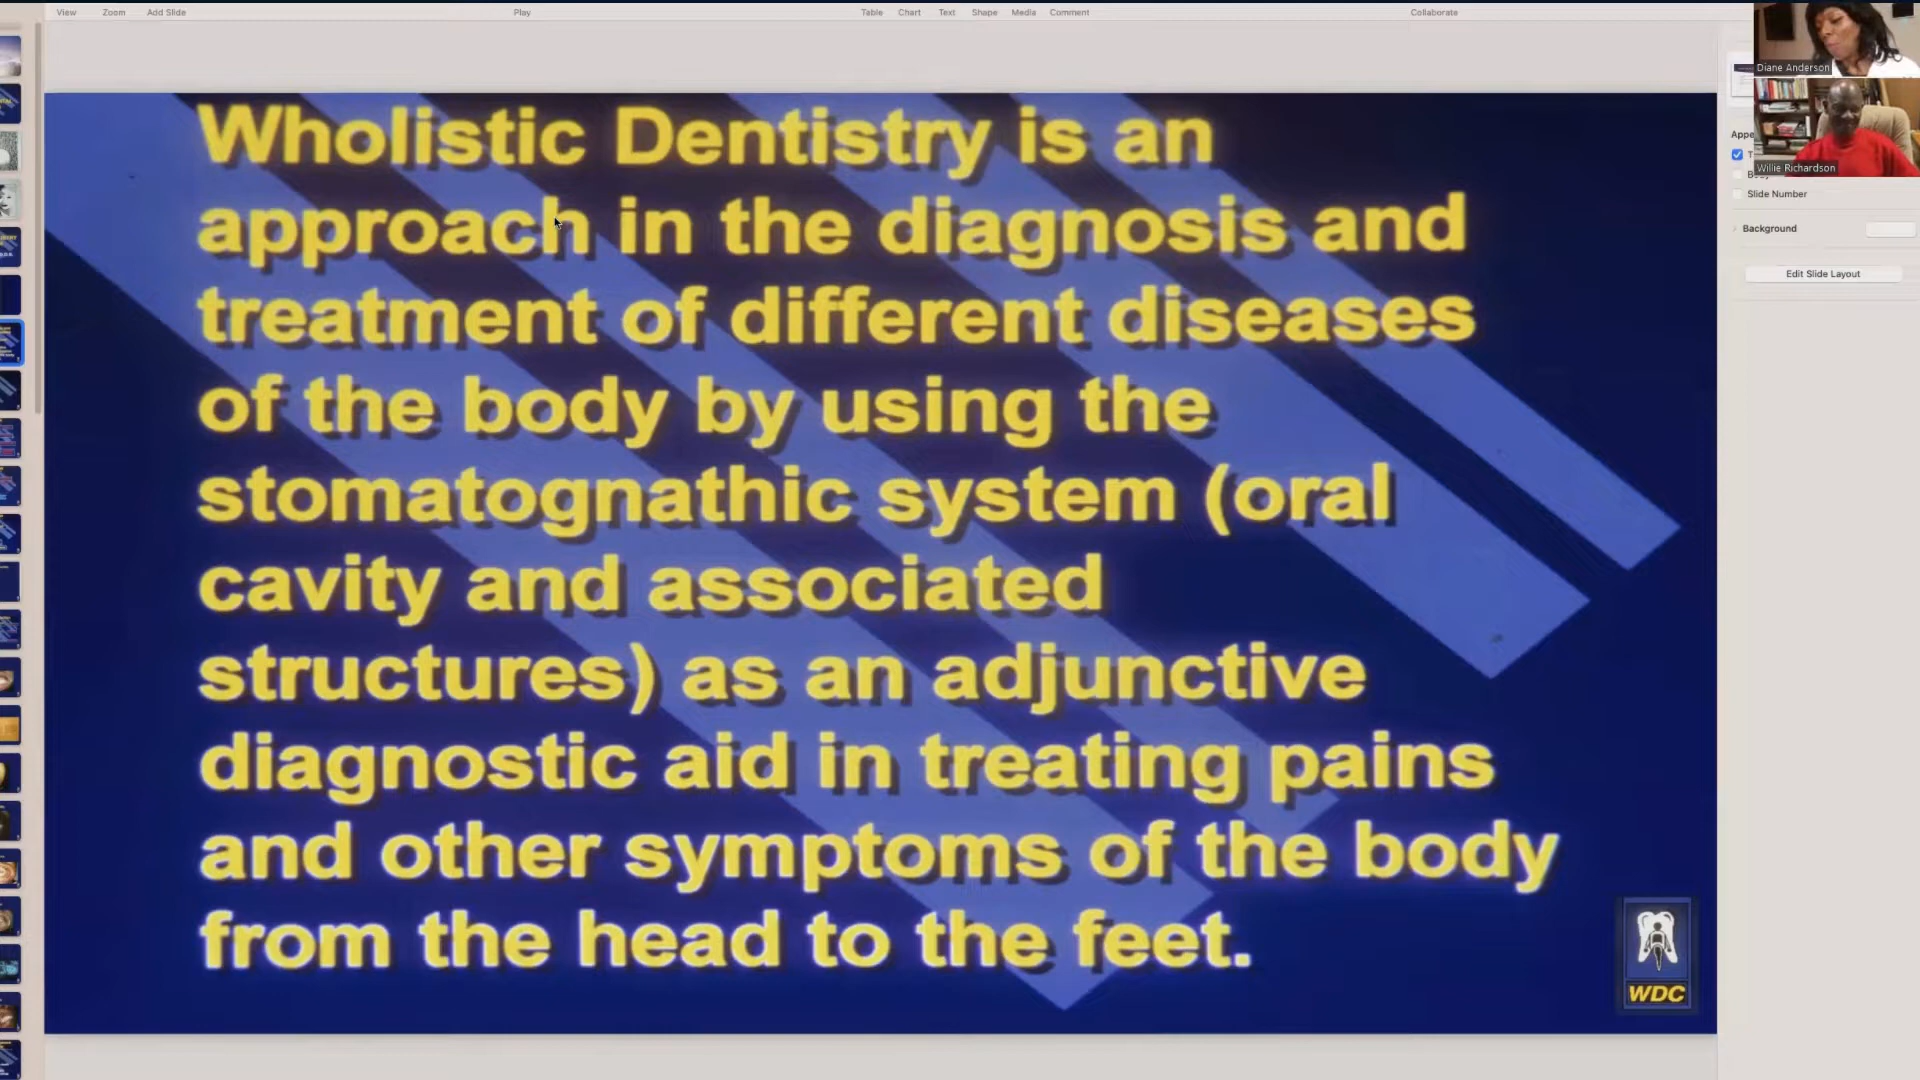 View Zoom Add Slide Play Table Chart Text Shape Media Comment Collaborate
Diane Anderson
Willie Richardson
Slide Number
Background
Edit Slide Layout
Wholistic Dentistry is an
approach in the diagnosis and
treatment of different diseases
of the body by using the
stomatognathic system (oral
cavity and associated
structures) as an adjunctive
diagnostic aid in treating pains
and other symptoms of the body
from the head to the feet.
WDC